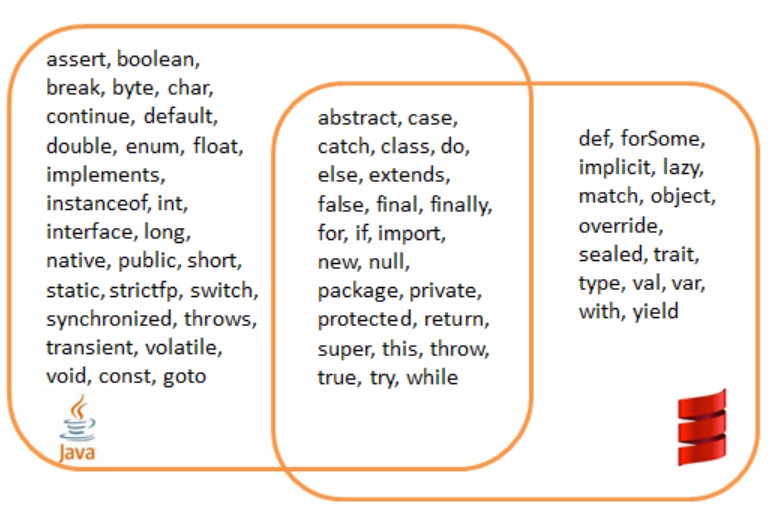 assert, boolean,
break, byte, char,
continue, default,
double, enum, float,
implements,
instanceof, int,
interface, long,
native, public, short,
static, strictfp, switch,
synchronized, throws,
transient, volatile,
void, const, goto
Java
abstract, case,
catch, class, do,
else, extends,
false, final, finally,
for, if, import,
new, null,
package, private,
protected, return,
super, this, throw,
true, try, while
def, forSome,
implicit, lazy,
match, object,
override,
sealed, trait,
type, val, var,
with, yield